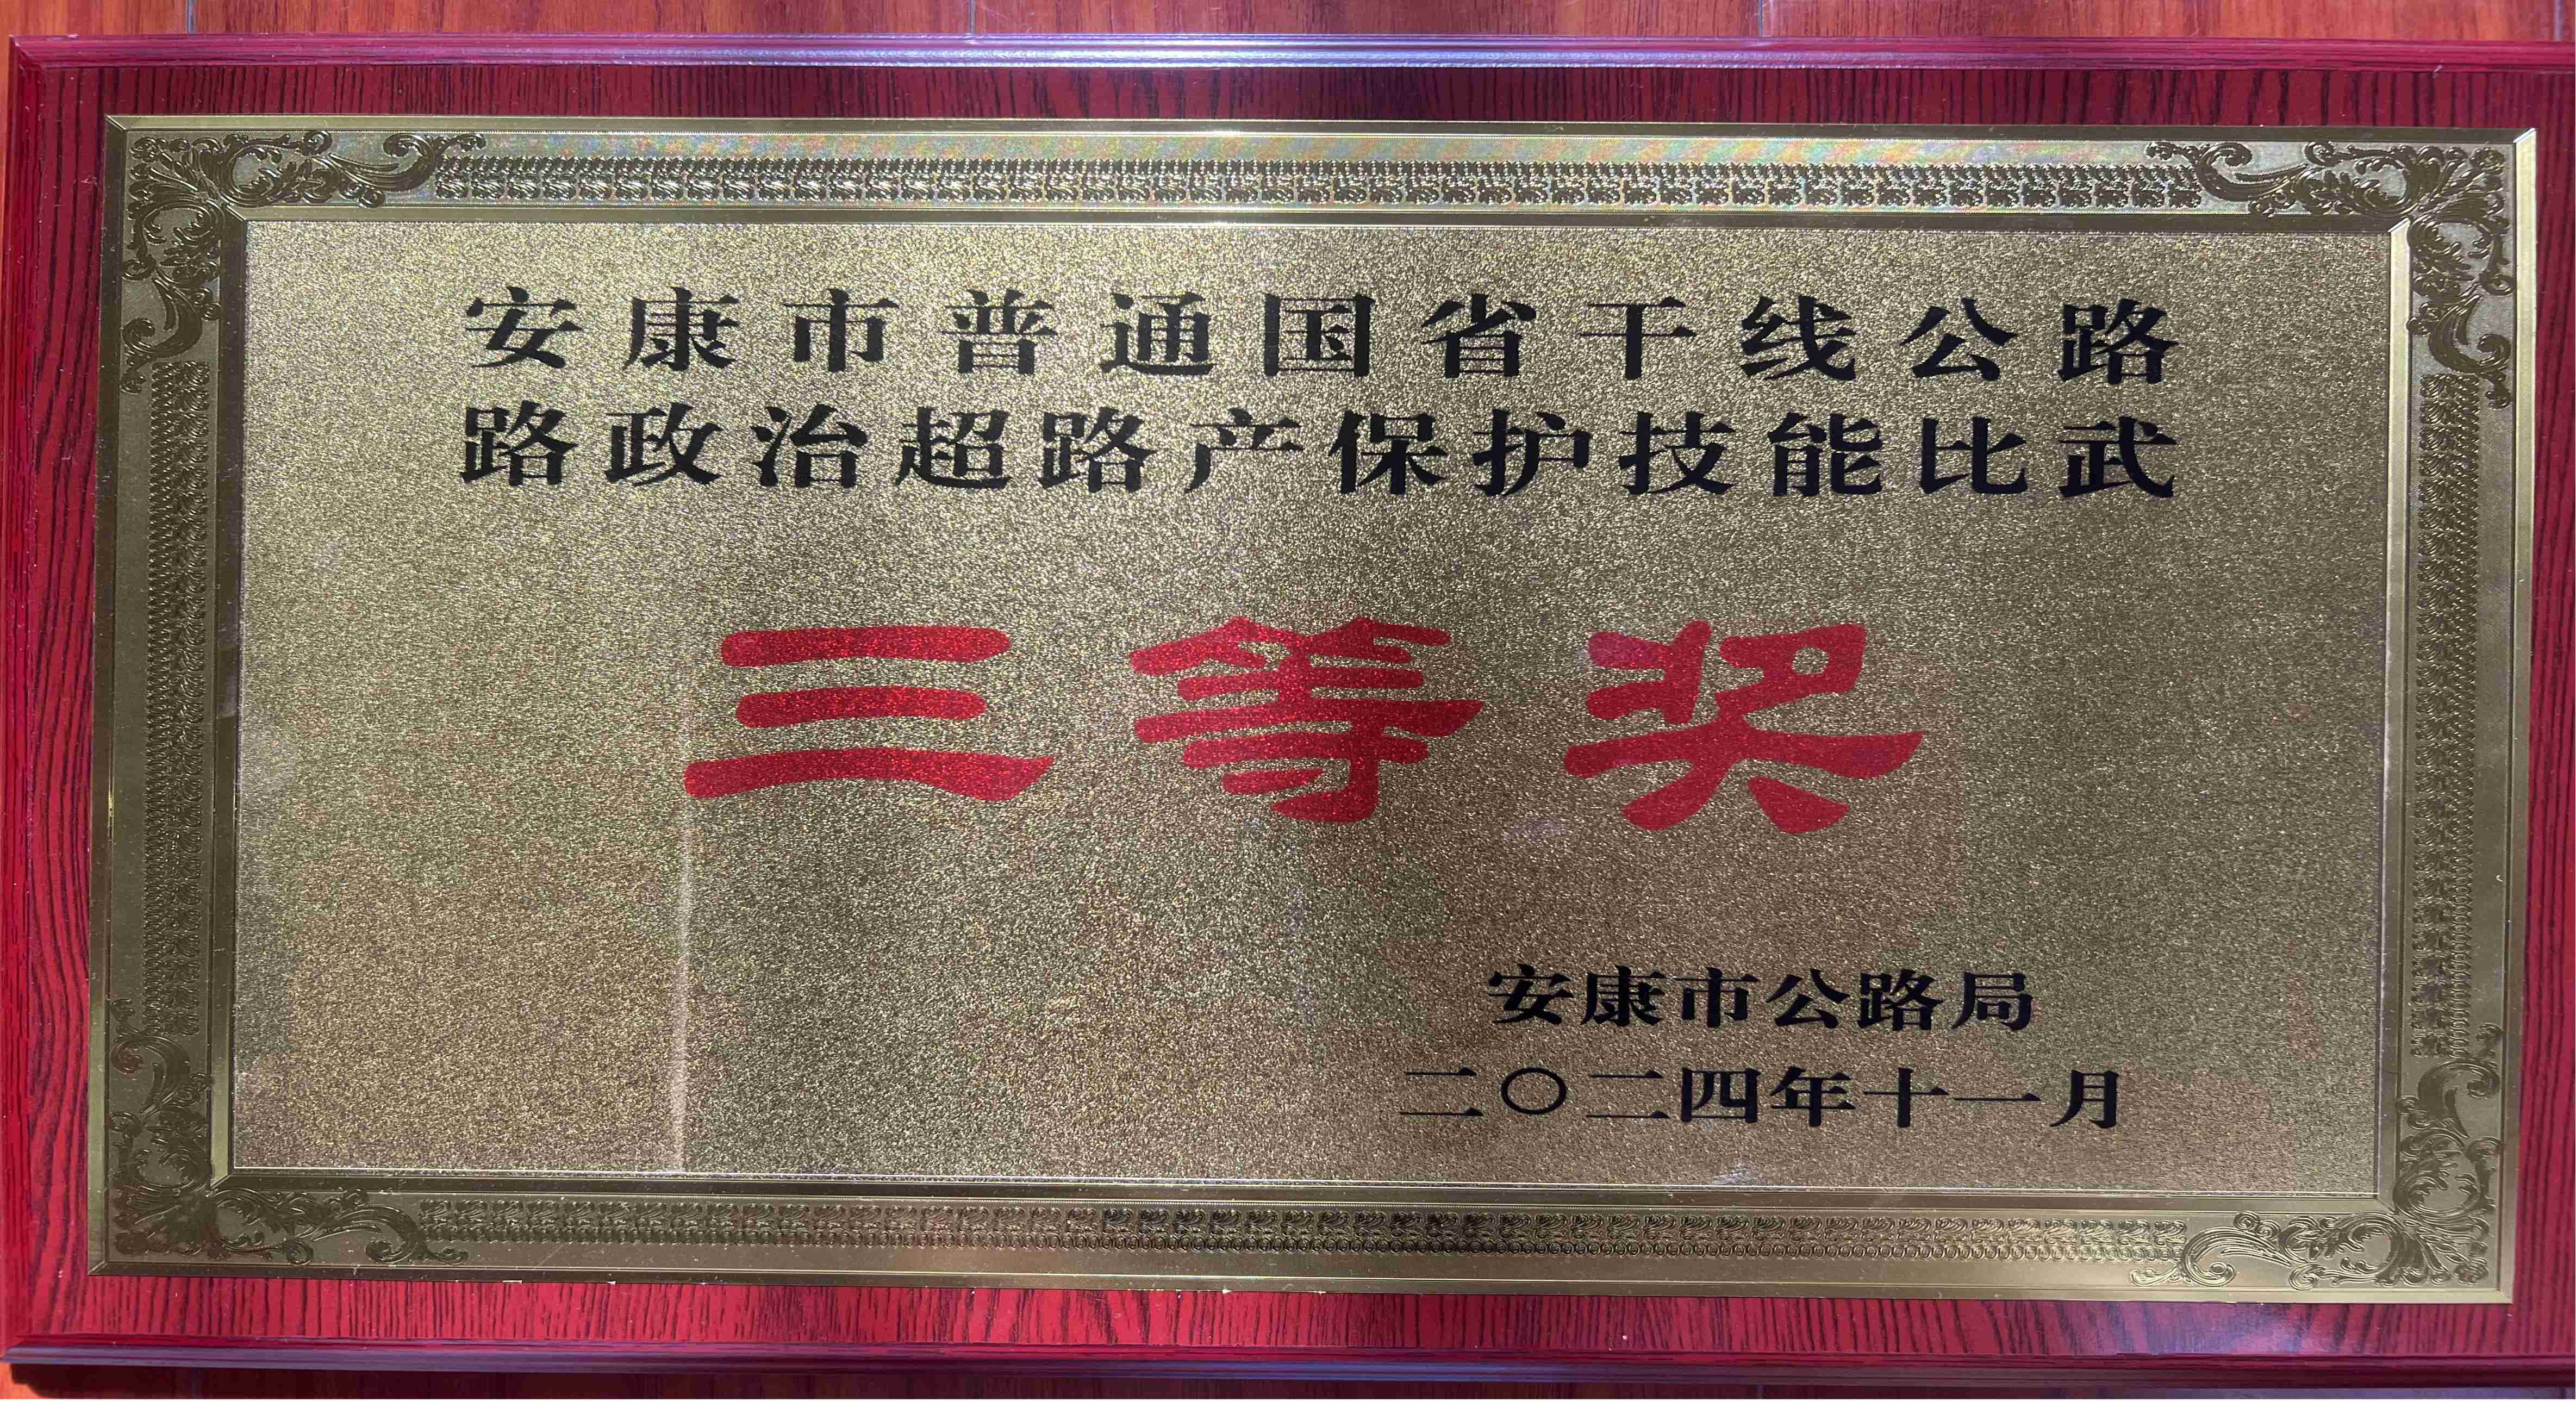 安康市普通国省干线公路
路政治超路产保护技能比武
三等奖
安康市公路局
二〇二四年十一月